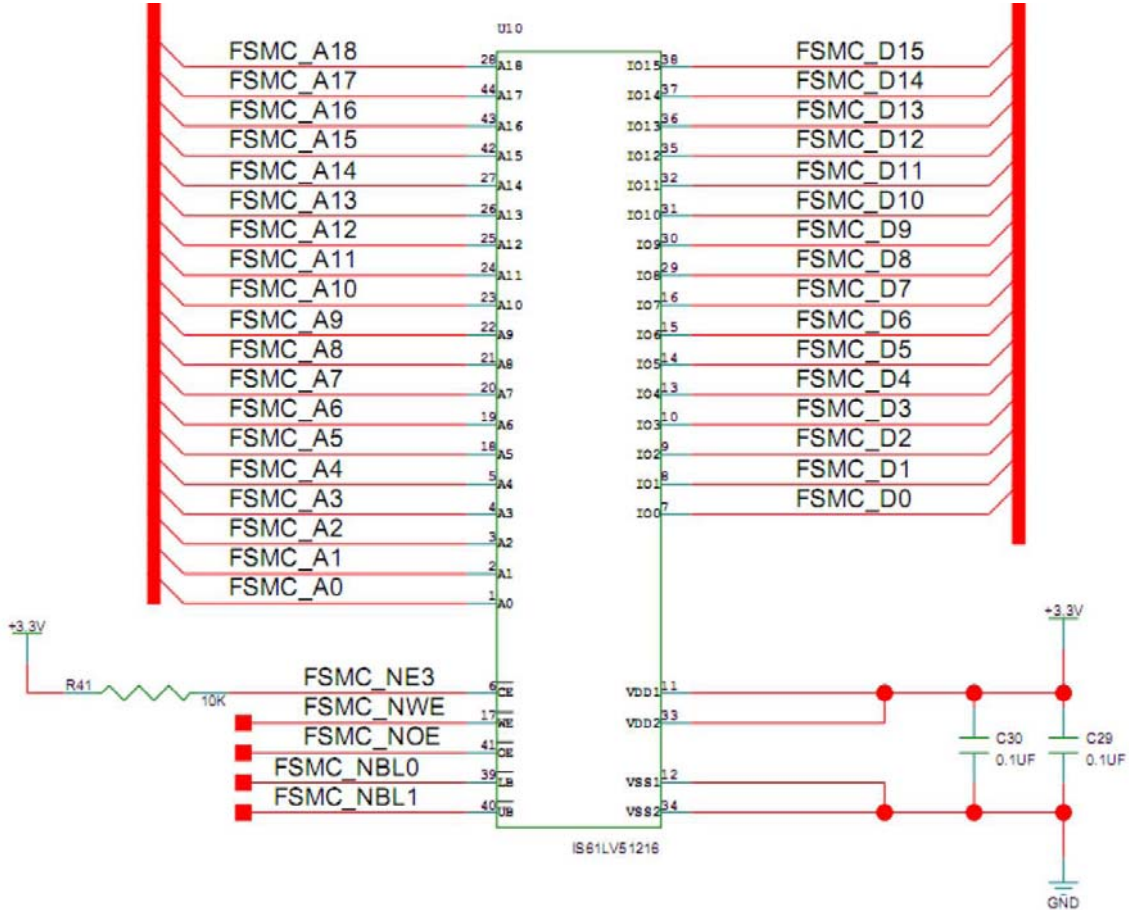 U10
FSMC_A18 28 A18 IO15 38 FSMC_D15
FSMC_A17 44 A17 IO14 37 FSMC_D14
FSMC_A16 43 A16 IO13 36 FSMC_D13
FSMC_A15 42 A15 IO12 35 FSMC_D12
FSMC_A14 27 A14 IO11 32 FSMC_D11
FSMC_A13 26 A13 IO10 31 FSMC_D10
FSMC_A12 25 A12 IO9 30 FSMC_D9
FSMC_A11 24 A11 IO8 29 FSMC_D8
FSMC_A10 23 A10 IO7 16 FSMC_D7
FSMC_A9 22 A9 IO6 15 FSMC_D6
FSMC_A8 21 A8 IO5 14 FSMC_D5
FSMC_A7 20 A7 IO4 13 FSMC_D4
FSMC_A6 19 A6 IO3 10 FSMC_D3
FSMC_A5 18 A5 IO2 9 FSMC_D2
FSMC_A4 5 A4 IO1 8 FSMC_D1
FSMC_A3 4 A3 IO0 7 FSMC_D0
FSMC_A2 3 A2
FSMC_A1 2 A1
FSMC_A0 1 A0
+3.3V +3.3V
R41 10K FSMC_NE3 6 CE VDD1 11
FSMC_NWE 17 WE VDD2 33
C30 0.1UF C29 0.1UF
FSMC_NOE 41 OE
FSMC_NBL0 39 LB VSS1 12
FSMC_NBL1 40 UB VSS2 34
IS61LV51216
GND